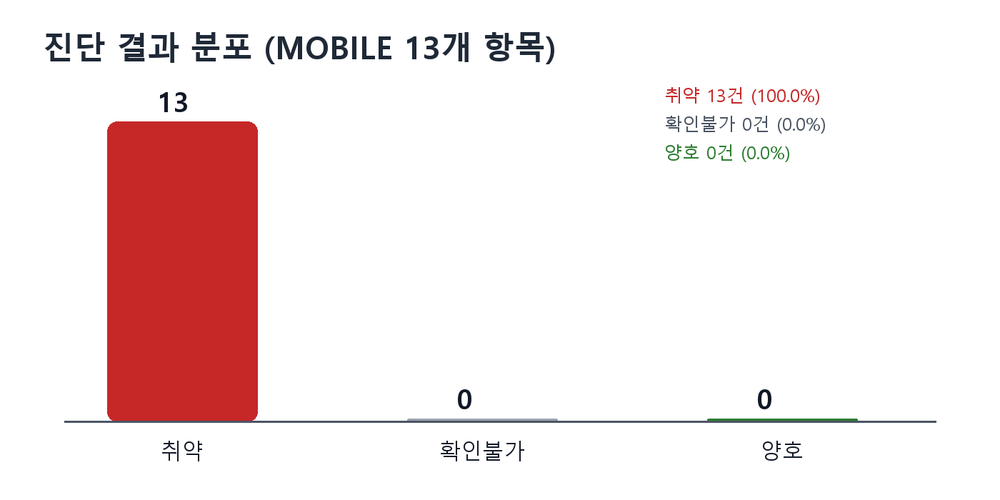 진단 결과 분포 (MOBILE 13개 항목)
취약 13건 (100.0%)
확인불가 0건 (0.0%)
양호 0건 (0.0%)
13
0
0
취약
확인불가
양호